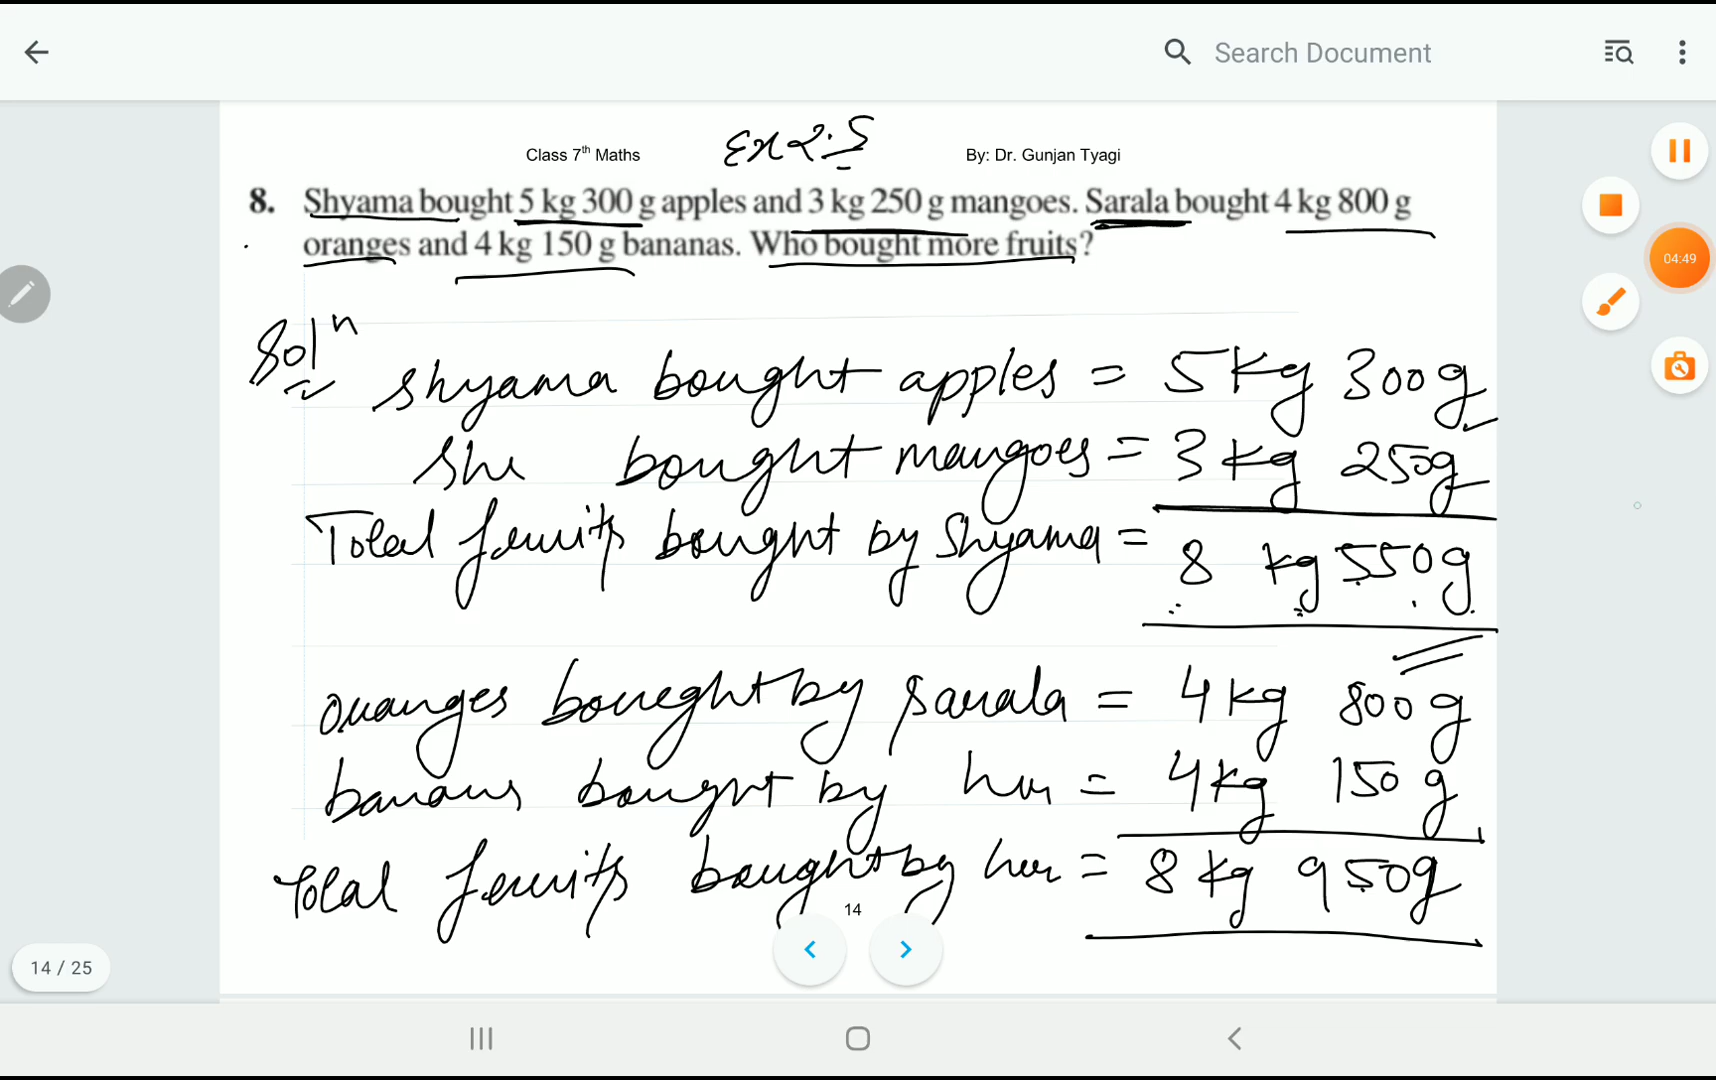 Search Document
Class 7th Maths Ex 2.5 By: Dr. Gunjan Tyagi
8. Shyama bought 5 kg 300 g apples and 3 kg 250 g mangoes. Sarala bought 4 kg 800 g
oranges and 4 kg 150 g bananas. Who bought more fruits?
04:49
Soln
Shyama bought apples = 5 kg 300g
She bought mangoes = 3 kg 250g
Total fruits bought by Shyama = 8 kg 550g
Oranges bought by Sarala = 4 kg 800 g
bananas bought by her = 4 kg 150 g
Total fruits bought by her = 8 kg 950g
14
14 / 25